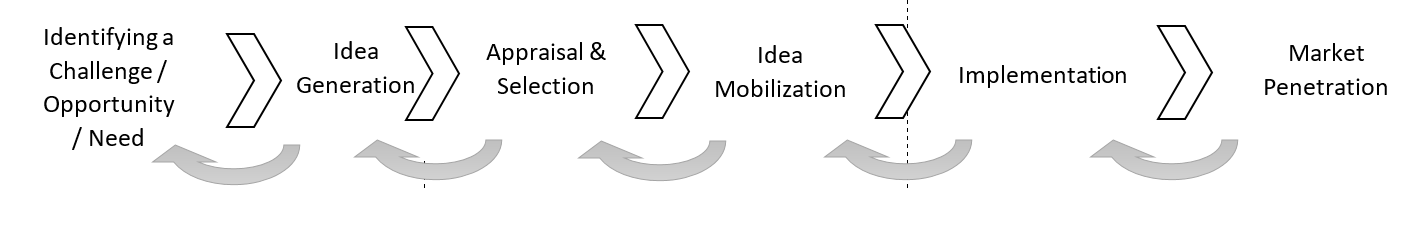 Identifying a
Challenge /
Opportunity
/ Need
Idea
Generation
Appraisal &
Selection
Idea
Mobilization
Implementation
Market
Penetration